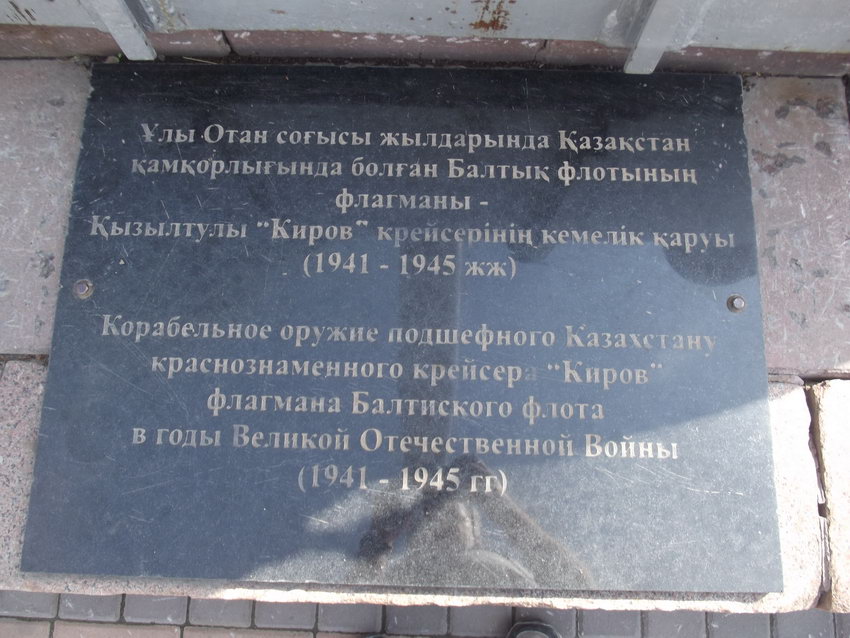 Ұлы Отан соғысы жылдарында Қазақстан
қамқорлығында болған Балтық флотының
флагманы -
Қызылтулы "Киров" крейсерінің кемелік қаруы
(1941 - 1945 жж)
Корабельное оружие подшефного Казахстану
краснознаменного крейсера "Киров"
флагмана Балтиского флота
в годы Великой Отечественной Войны
(1941 - 1945 гг)